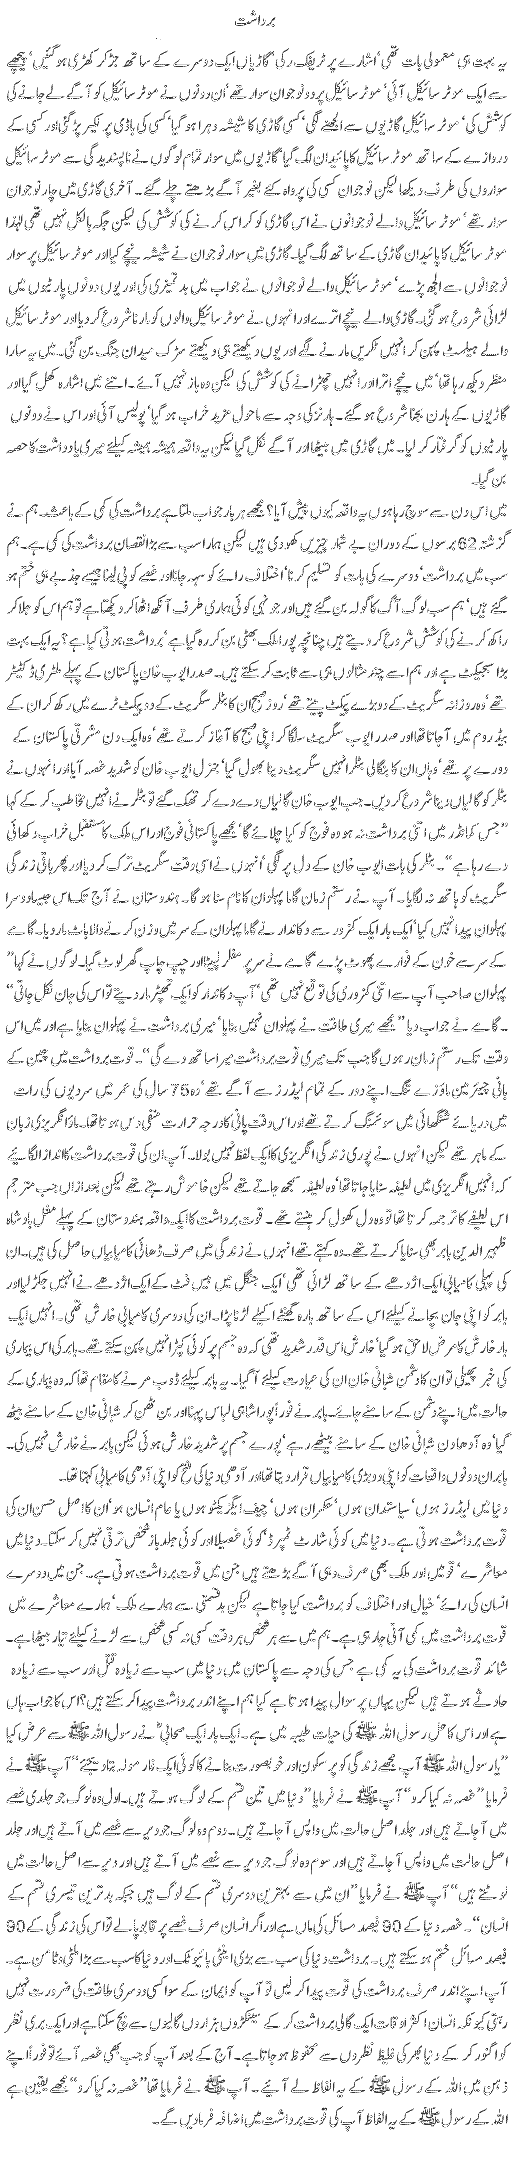 برداشت
یہ بہت ہی معمولی بات تھی‘ اشارے پر ٹریفک رکی‘ گاڑیاں ایک دوسرے کے ساتھ جڑ کر کھڑی ہو گئیں‘ پیچھے
سے ایک موٹر سائیکل آئی‘ موٹر سائیکل پر دو نوجوان سوار تھے‘ ان دونوں نے موٹر سائیکل کو آگے لے جانے کی
کوشش کی‘ موٹر سائیکل گاڑیوں سے الجھنے لگی‘ کسی گاڑی کا شیشہ دہرا ہو گیا‘ کسی کی باڈی پر لکیر پڑ گئی اور کسی کے
دروازے کے ساتھ موٹر سائیکل کا پائیدان لگ گیا‘ گاڑیوں میں سوار تمام لوگوں نے ناپسندیدگی سے موٹر سائیکل
سواروں کی طرف دیکھا لیکن نوجوان کسی کی پرواہ کئے بغیر آگے بڑھتے چلے گئے۔ آخری گاڑی میں چار نوجوان
سوار تھے‘ موٹر سائیکل والے نوجوانوں نے اس گاڑی کو کراس کرنے کی کوشش کی لیکن جگہ بالکل نہیں تھی لہٰذا
موٹر سائیکل کا پائیدان گاڑی کے ساتھ لگ گیا۔ گاڑی میں سوار نوجوان نے شیشہ نیچے کیا اور موٹر سائیکل پر سوار
نوجوانوں سے الجھ پڑے‘ موٹر سائیکل والے نوجوانوں نے جواب میں بدتمیزی کی اور یوں دونوں پارٹیوں میں
لڑائی شروع ہو گئی۔ گاڑی والے نیچے اترے اور انہوں نے موٹر سائیکل والوں کو مارنا شروع کر دیا اور موٹر سائیکل
والے ہیلمٹ پہن کر انہیں ٹکریں مارنے لگے اور یوں دیکھتے ہی دیکھتے سڑک میدان جنگ بن گئی۔ میں یہ سارا
منظر دیکھ رہا تھا‘ میں نیچے اترا اور انہیں چھڑانے کی کوشش کی لیکن وہ باز نہیں آئے۔ اتنے میں اشارہ کھل گیا اور
گاڑیوں کے ہارن بجنا شروع ہو گئے۔ ہارنز کی وجہ سے ماحول مزید خراب ہو گیا‘ پولیس آئی اور اس نے دونوں
پارٹیوں کو گرفتار کر لیا۔ میں گاڑی میں بیٹھا اور آگے نکل گیا لیکن یہ واقعہ ہمیشہ ہمیشہ کیلئے میری یادداشت کا حصہ
بن گیا۔
میں اس دن سے سوچ رہا ہوں یہ واقعہ کیوں پیش آیا؟ مجھے ہر بار جواب ملتا ہے برداشت کی کمی کے باعث۔ ہم نے
گزشتہ 62 برسوں کے دوران بے شمار چیزیں کھو دی ہیں لیکن ہمارا سب سے بڑا نقصان برداشت کی کمی ہے۔ ہم
سب میں برداشت‘ دوسرے کی بات کو تسلیم کرنا‘ اختلاف رائے کو سہہ جانا اور غصے کو پی لینا جیسے جذبے ہی ختم ہو
گئے ہیں‘ ہم سب لوگ آگ کا گولہ بن گئے ہیں اور جونہی کوئی ہماری طرف آنکھ اٹھا کر دیکھتا ہے تو ہم اس کو جلا کر
راکھ کرنے کی کوشش شروع کر دیتے ہیں چنانچہ پورا ملک بھٹی بن کر رہ گیا ہے‘ برداشت ہوتی کیا ہے؟ یہ ایک بہت
بڑا سبجیکٹ ہے اور ہم اسے چند مثالوں ہی سے ثابت کر سکتے ہیں۔ صدر ایوب خان پاکستان کے پہلے ملٹری ڈکٹیٹر
تھے‘ وہ روزانہ سگریٹ کے دو بڑے پیکٹ پیتے تھے‘ روز صبح ان کا بٹلر سگریٹ کے دو پیکٹ ٹرے میں رکھ کر ان کے
بیڈروم میں آ جاتا تھا اور صدر ایوب سگریٹ سلگا کر اپنی صبح کا آغاز کرتے تھے‘ وہ ایک دن مشرقی پاکستان کے
دورے پر تھے‘ وہاں ان کا بنگالی بٹلر انہیں سگریٹ دینا بھول گیا‘ جنرل ایوب خان کو شدید غصہ آیا اور انہوں نے
بٹلر کو گالیاں دینا شروع کر دیں۔ جب ایوب خان گالیاں دے دے کر تھک گئے تو بٹلر نے انہیں مخاطب کر کے کہا
’’جس کمانڈر میں اتنی برداشت نہ ہو وہ فوج کو کیا چلائے گا‘ مجھے پاکستانی فوج اور اس ملک کا مستقبل خراب دکھائی
دے رہا ہے‘‘۔ بٹلر کی بات ایوب خان کے دل پر لگی‘ انہوں نے اسی وقت سگریٹ ترک کر دیا اور پھر باقی زندگی
سگریٹ کو ہاتھ نہ لگایا۔ آپ نے رستم زمان گاما پہلوان کا نام سنا ہو گا۔ ہندوستان نے آج تک اس جیسا دوسرا
پہلوان پیدا نہیں کیا‘ ایک بار ایک کمزور سے دکاندار نے گاما پہلوان کے سر میں وزن کرنے والا باٹ مار دیا۔ گامے
کے سر سے خون کے فوارے پھوٹ پڑے‘ گامے نے سر پر مفلر لپیٹا اور چپ چاپ گھر لوٹ گیا۔ لوگوں نے کہا’’
پہلوان صاحب آپ سے اتنی کمزوری کی توقع نہیں تھی‘ آپ دکاندار کو ایک تھپڑ مار دیتے تو اس کی جان نکل جاتی‘‘
۔ گامے نے جواب دیا’’ مجھے میری طاقت نے پہلوان نہیں بنایا‘ میری برداشت نے پہلوان بنایا ہے اور میں اس
وقت تک رستم زمان رہوں گا جب تک میری قوت برداشت میرا ساتھ دے گی‘‘۔ قوت برداشت میں چین کے
بانی چیئرمین ماؤزے تنگ اپنے دور کے تمام لیڈرز سے آگے تھے‘ وہ 75 سال کی عمر میں سردیوں کی رات
میں دریائے شنگھائی میں سوئمنگ کرتے تھے اور اس وقت پانی کا درجہ حرارت منفی دس ہوتا تھا۔ ماؤ انگریزی زبان
کے ماہر تھے لیکن انہوں نے پوری زندگی انگریزی کا ایک لفظ نہیں بولا۔ آپ ان کی قوت برداشت کا اندازا لگائیے
کہ انہیں انگریزی میں لطیفہ سنایا جاتا تھا‘ وہ لطیفہ سمجھ جاتے تھے لیکن خاموش رہتے تھے لیکن بعد ازاں جب مترجم
اس لطیفے کا ترجمہ کرتا تھا تو وہ دل کھول کر ہنستے تھے۔ قوت برداشت کا ایک واقعہ ہندوستان کے پہلے مغل بادشاہ
ظہیر الدین بابر بھی سنایا کرتے تھے۔ وہ کہتے تھے انہوں نے زندگی میں صرف ڈھائی کامیابیاں حاصل کی ہیں۔ ان
کی پہلی کامیابی ایک اژدھے کے ساتھ لڑائی تھی‘ ایک جنگل میں بیس فٹ کے ایک اژدھے نے انہیں جکڑ لیا اور
بابر کو اپنی جان بچانے کیلئے اس کے ساتھ بارہ گھنٹے اکیلے لڑنا پڑا۔ ان کی دوسری کامیابی خارش تھی۔ انہیں ایک
بار خارش کا مرض لاحق ہو گیا‘ خارش اس قدر شدید تھی کہ وہ جسم پر کوئی کپڑا نہیں پہن سکتے تھے۔ بابر کی اس بیماری
کی خبر پھیلی تو ان کا دشمن شبانی خان ان کی عیادت کیلئے آ گیا۔ یہ بابر کیلئے ڈوب مرنے کا مقام تھا کہ وہ بیماری کے
حالت میں اپنے دشمن کے سامنے جائے۔ بابر نے فوراً پورا شاہی لباس پہنا اور بن ٹھن کر شبانی خان کے سامنے بیٹھ
گیا‘ وہ آدھا دن شبانی خان کے سامنے بیٹھے رہے‘ پورے جسم پر شدید خارش ہوئی لیکن بابر نے خارش نہیں کی۔
بابر ان دونوں واقعات کو اپنی دو بڑی کامیابیاں قرار دیتا تھا اور آدھی دنیا کی فتح کو اپنی آدھی کامیابی کہتا تھا۔
دنیا میں لیڈرز ہوں‘ سیاستدان ہوں‘ حکمران ہوں‘ چیف ایگزیکٹو ہوں یا عام انسان ہو‘ ان کا اصل حسن ان کی
قوت برداشت ہوتی ہے۔ دنیا میں کوئی شارٹ ٹمپرڈ‘ کوئی غصیلا اور کوئی جلد باز شخص ترقی نہیں کر سکتا۔ دنیا میں
معاشرے‘ قومیں اور ملک بھی صرف وہی آگے بڑھتے ہیں جن میں قوت برداشت ہوتی ہے۔ جن میں دوسرے
انسان کی رائے‘ خیال اور اختلاف کو برداشت کیا جاتا ہے لیکن بدقسمتی سے ہمارے ملک‘ ہمارے معاشرے میں
قوت برداشت میں کمی آتی جا رہی ہے۔ ہم میں سے ہر شخص ہر وقت کسی نہ کسی شخص سے لڑنے کیلئے تیار بیٹھا ہے۔
شائد قوت برداشت کی یہ کمی ہے جس کی وجہ سے پاکستان میں دنیا میں سب سے زیادہ قتل اور سب سے زیادہ
حادثے ہوتے ہیں لیکن یہاں پر سوال پیدا ہوتا ہے کیا ہم اپنے اندر برداشت پیدا کر سکتے ہیں؟ اس کا جواب ہاں
ہے اور اس کا حل رسول اللہ ﷺ کی حیات طیبہ میں ہے۔ ایک بار ایک صحابیؓ نے رسول اللہ ﷺ سے عرض کیا
’’یا رسول اللہ ﷺ آپ مجھے زندگی کو پرسکون اور خوبصورت بنانے کا کوئی ایک فارمولہ بتا دیجئے‘‘ آپ ﷺ نے
فرمایا’’غصہ نہ کیا کرو‘‘ آپ ﷺ نے فرمایا’’ دنیا میں تین قسم کے لوگ ہوتے ہیں۔ اول وہ لوگ جو جلدی غصے
میں آ جاتے ہیں اور جلد اصل حالت میں واپس آ جاتے ہیں۔ دوم وہ لوگ جو دیر سے غصے میں آتے ہیں اور جلد
اصل حالت میں واپس آ جاتے ہیں اور سوم وہ لوگ جو دیر سے غصے میں آتے ہیں اور دیر سے اصل حالت میں
لوٹتے ہیں‘‘ آپ ﷺ نے فرمایا’’ان میں سے بہترین دوسری قسم کے لوگ ہیں جبکہ بدترین تیسری قسم کے
انسان‘‘۔ غصہ دنیا کے 90 فیصد مسائل کی ماں ہے اور اگر انسان صرف غصے پر قابو پا لے تو اس کی زندگی کے 90
فیصد مسائل ختم ہو سکتے ہیں۔ برداشت دنیا کی سب سے بڑی اینٹی بائیوٹک اور دنیا کا سب سے بڑا ملٹی وٹامن ہے۔
آپ اپنے اندر صرف برداشت کی قوت پیدا کر لیں تو آپ کو ایمان کے سوا کسی دوسری طاقت کی ضرورت نہیں
رہتی کیونکہ انسان اکثر اوقات ایک گالی برداشت کر کے سینکڑوں ہزاروں گالیوں سے بچ سکتا ہے اور ایک بری نظر
کو اگنور کر کے دنیا بھر کی غلیظ نظروں سے محفوظ ہو جاتا ہے۔ آج کے بعد آپ کو جب بھی غصہ آئے تو فوراً اپنے
ذہن میں اللہ کے رسول ﷺ کے یہ الفاظ لے آئیے۔ آپ ﷺ نے فرمایا تھا’’غصہ نہ کیا کرو‘‘ مجھے یقین ہے
اللہ کے رسول ﷺ کے یہ الفاظ آپ کی قوت برداشت میں اضافہ فرما دیں گے۔